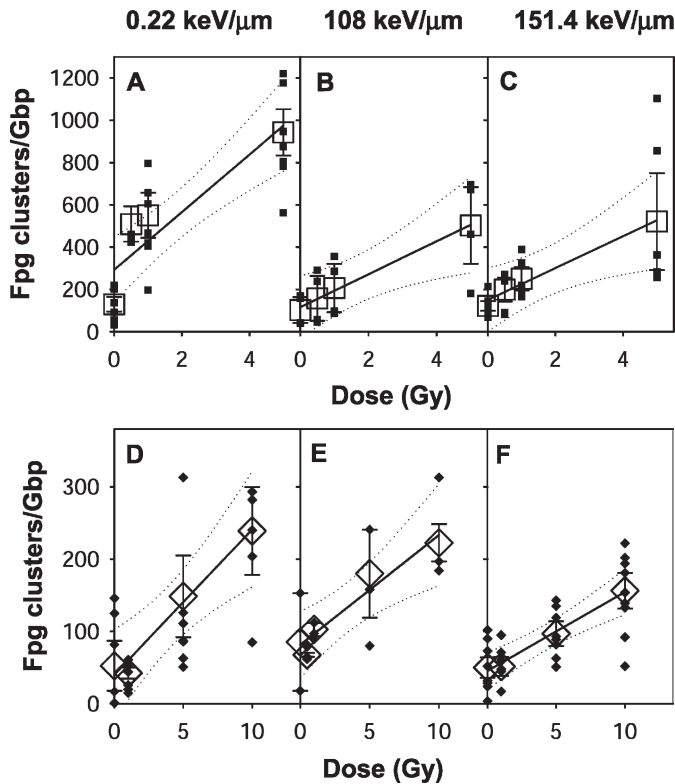 0.22 keV/μm 108 keV/μm 151.4 keV/μm
A B C
Fpg clusters/Gbp
1200
1000
800
600
400
200
0
0 2 4 0 2 4 0 2 4
Dose (Gy)
D E F
Fpg clusters/Gbp
300
200
100
0
0 5 10 0 5 10 0 5 10
Dose (Gy)